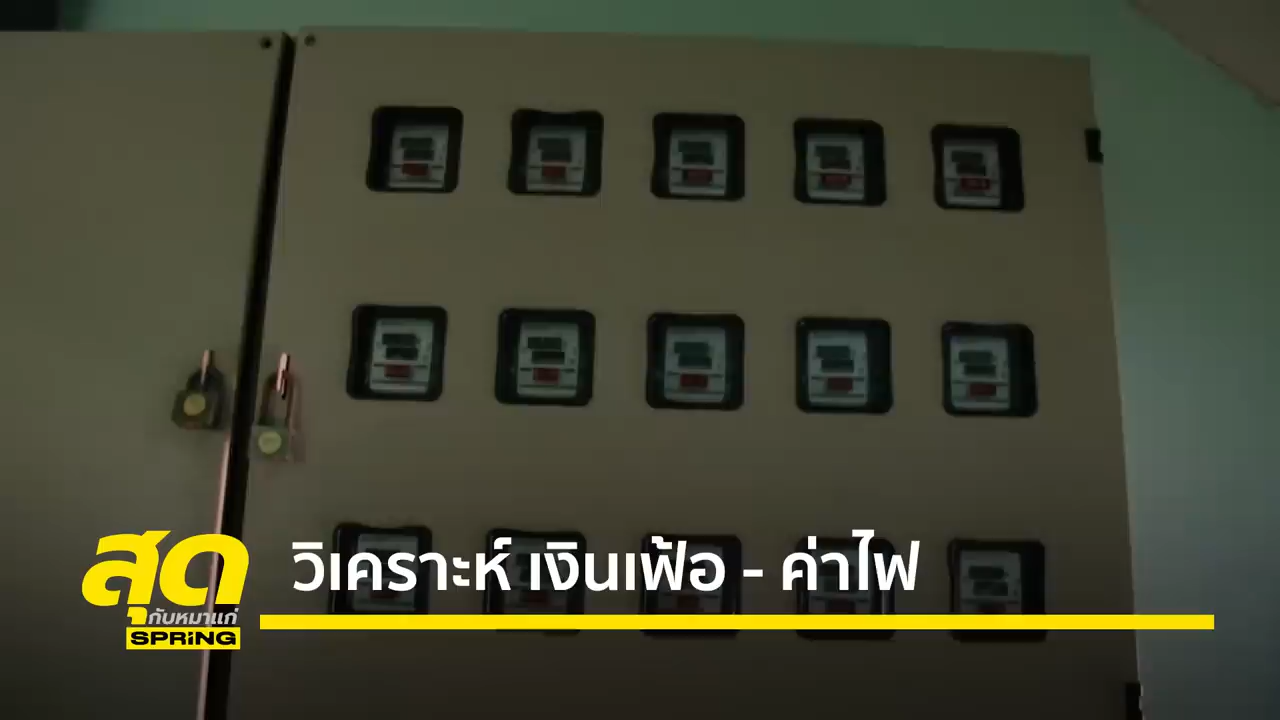 สุด
กับหมาแก่
SPRiNG
วิเคราะห์ เงินเฟ้อ - ค่าไฟ